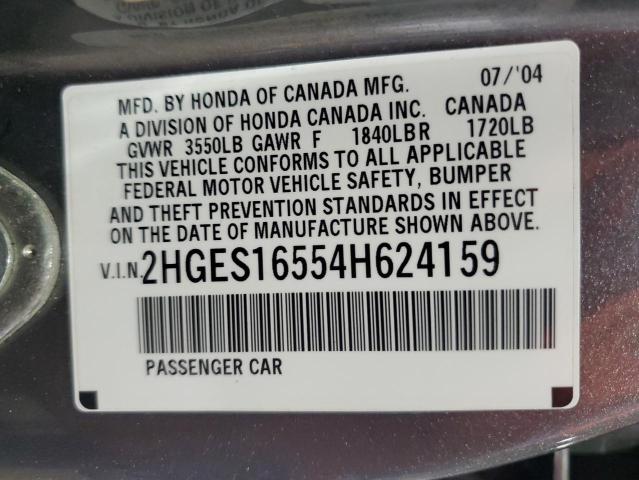 MFD. BY HONDA OF CANADA MFG. 07/'04
A DIVISION OF HONDA CANADA INC. CANADA
GVWR 3550LB GAWR F 1840LBR 1720LB
THIS VEHICLE CONFORMS TO ALL APPLICABLE
FEDERAL MOTOR VEHICLE SAFETY, BUMPER
AND THEFT PREVENTION STANDARDS IN EFFECT
ON THE DATE OF MANUFACTURE SHOWN ABOVE.
V.I.N. 2HGES16554H624159
PASSENGER CAR